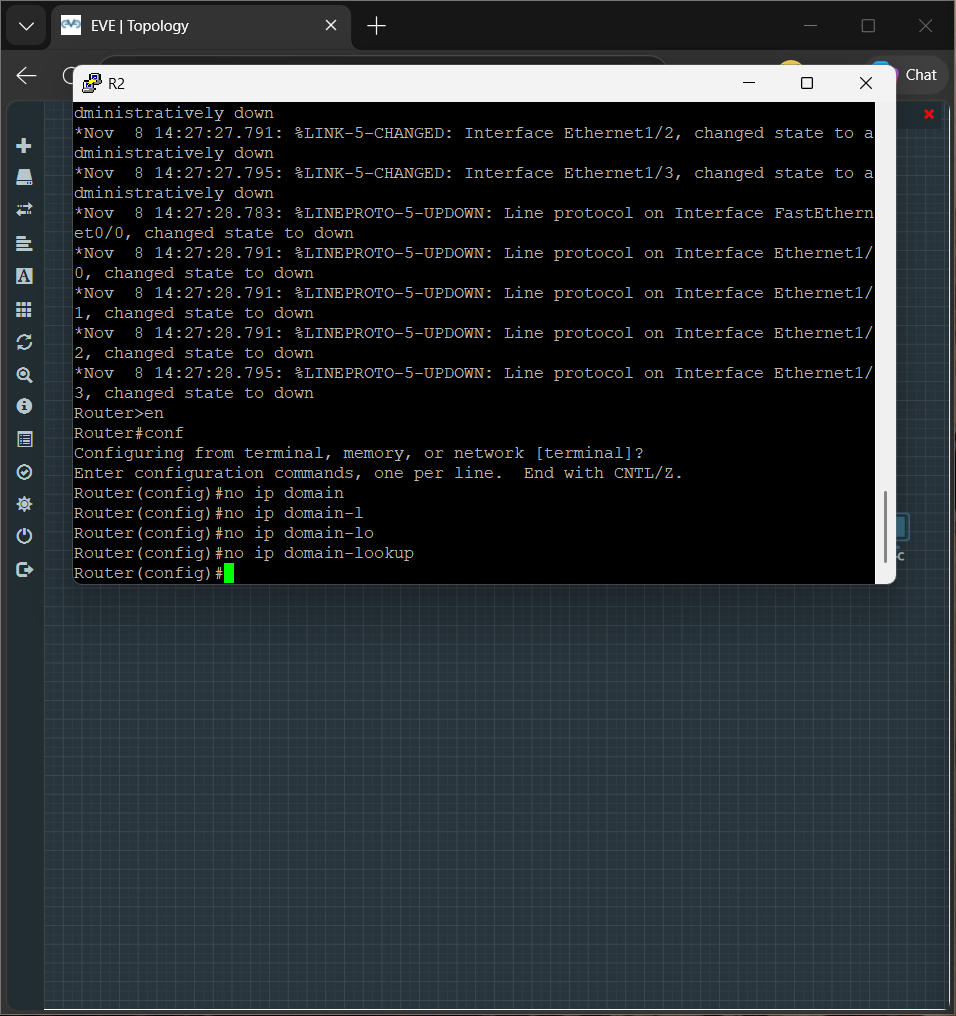 EVE | Topology
Chat
R2
dministratively down
*Nov  8 14:27:27.791: %LINK-5-CHANGED: Interface Ethernet1/2, changed state to a
dministratively down
*Nov  8 14:27:27.795: %LINK-5-CHANGED: Interface Ethernet1/3, changed state to a
dministratively down
*Nov  8 14:27:28.783: %LINEPROTO-5-UPDOWN: Line protocol on Interface FastEthern
et0/0, changed state to down
*Nov  8 14:27:28.791: %LINEPROTO-5-UPDOWN: Line protocol on Interface Ethernet1/
0, changed state to down
*Nov  8 14:27:28.791: %LINEPROTO-5-UPDOWN: Line protocol on Interface Ethernet1/
1, changed state to down
*Nov  8 14:27:28.791: %LINEPROTO-5-UPDOWN: Line protocol on Interface Ethernet1/
2, changed state to down
*Nov  8 14:27:28.795: %LINEPROTO-5-UPDOWN: Line protocol on Interface Ethernet1/
3, changed state to down
Router>en
Router#conf
Configuring from terminal, memory, or network [terminal]?
Enter configuration commands, one per line.  End with CNTL/Z.
Router(config)#no ip domain
Router(config)#no ip domain-l
Router(config)#no ip domain-lo
Router(config)#no ip domain-lookup
Router(config)#